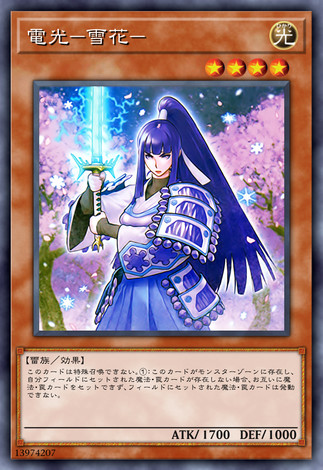 電光－雪花－
光
【雷族／効果】
このカードは特殊召喚できない。①:このカードがモンスターゾーンに存在し、
自分フィールドにセットされた魔法・罠カードが存在しない場合、お互いに魔
法・罠カードをセットできず、フィールドにセットされた魔法・罠カードは発動
できない。
ATK/1700 DEF/1000
13974207